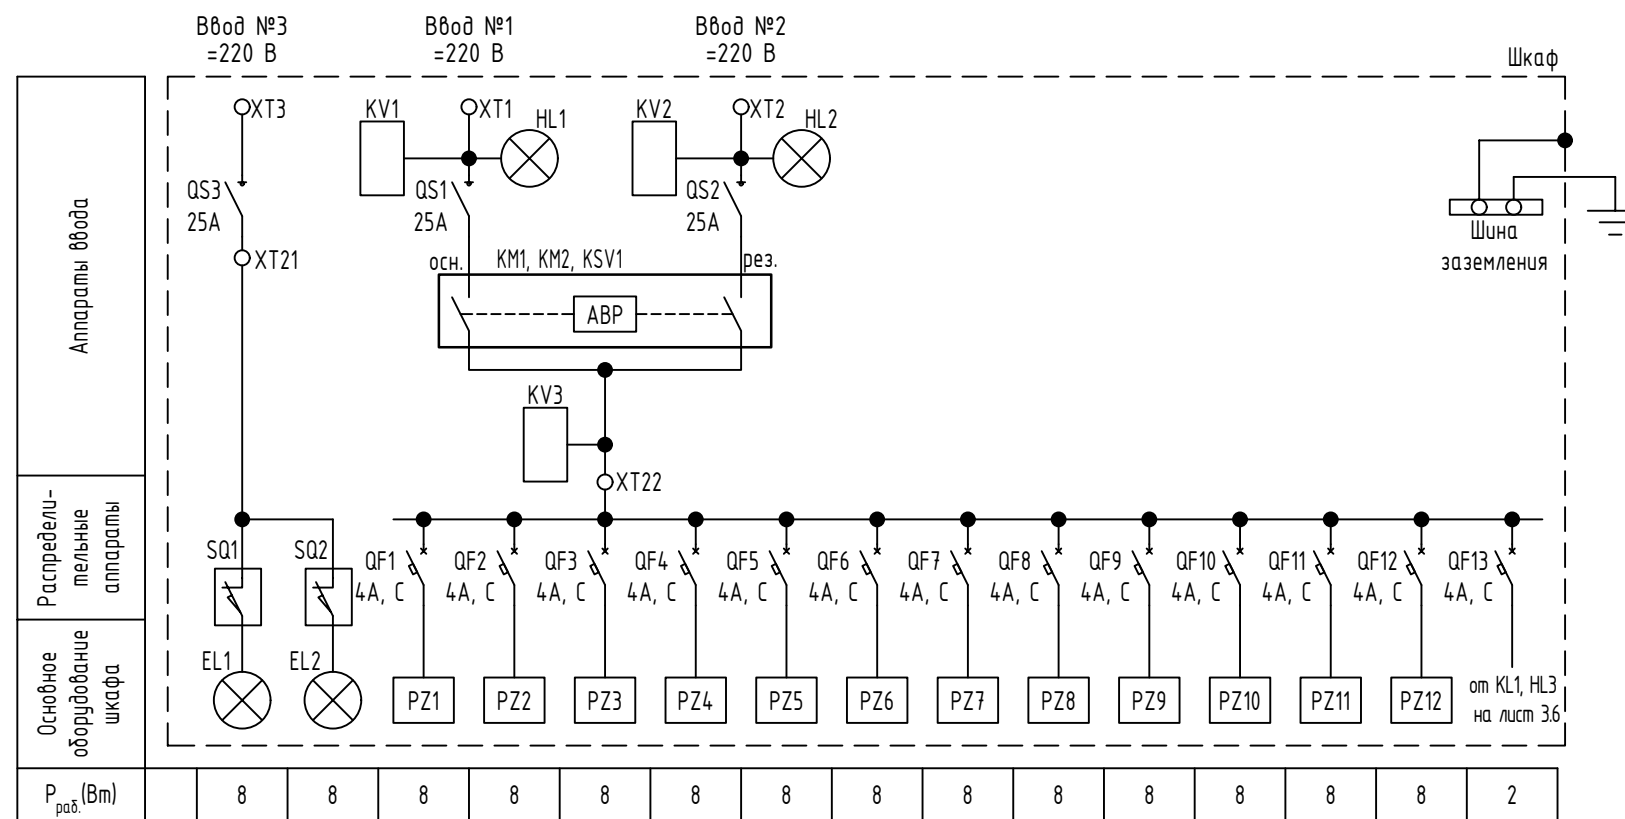 Ввод №3
=220 В
Ввод №1
=220 В
Ввод №2
=220 В
Шкаф
Аппараты ввода
XT3
KV1
XT1
HL1
KV2
XT2
HL2
QS3
25A
QS1
25A
QS2
25A
XT21
Шина
заземления
осн.
KM1, KM2, KSV1
рез.
АВР
KV3
XT22
Распредели-
тельные
аппараты
SQ1
SQ2
QF1
4A, C
QF2
4A, C
QF3
4A, C
QF4
4A, C
QF5
4A, C
QF6
4A, C
QF7
4A, C
QF8
4A, C
QF9
4A, C
QF10
4A, C
QF11
4A, C
QF12
4A, C
QF13
4A, C
Основное
оборудование
шкафа
EL1
EL2
PZ1
PZ2
PZ3
PZ4
PZ5
PZ6
PZ7
PZ8
PZ9
PZ10
PZ11
PZ12
от KL1, HL3
на лист 3.6
Pраб.(Вт)
8
8
8
8
8
8
8
8
8
8
8
8
8
8
2